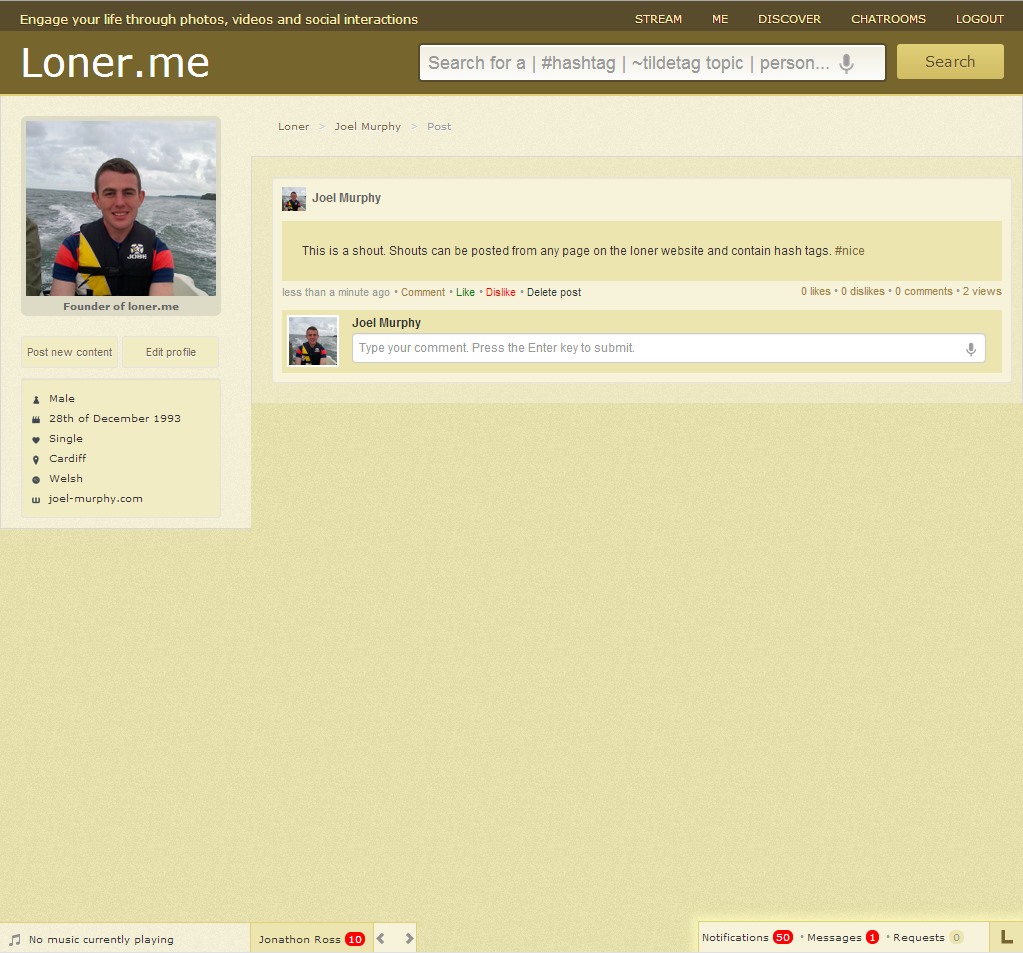 Engage your life through photos, videos and social interactions
STREAM ME DISCOVER CHATROOMS LOGOUT
Loner.me
Search for a | #hashtag | ~tildetag topic | person...
Search
Loner > Joel Murphy > Post
JOBE
Founder of loner.me
Post new content
Edit profile
Male
28th of December 1993
Single
Cardiff
Welsh
joel-murphy.com
Joel Murphy
This is a shout. Shouts can be posted from any page on the loner website and contain hash tags. #nice
less than a minute ago • Comment • Like • Dislike • Delete post
0 likes • 0 dislikes • 0 comments • 2 views
Joel Murphy
Type your comment. Press the Enter key to submit.
No music currently playing
Jonathon Ross 10
Notifications 50 • Messages 1 • Requests 0
L